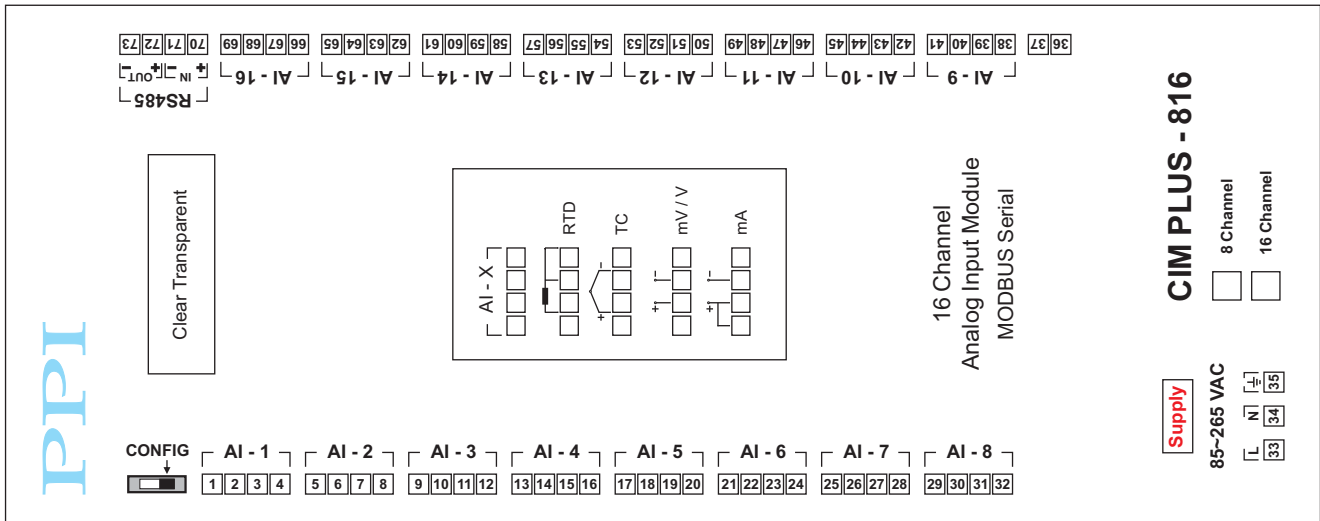 73 72 71 70 69 68 67 66 65 64 63 62 61 60 59 58 57 56 55 54 53 52 51 50 49 48 47 46 45 44 43 42 41 40 39 38 37 36
- OUT + - IN +
RS485
AI - 16
AI - 15
AI - 14
AI - 13
AI - 12
AI - 11
AI - 10
AI - 9
PPI
Clear Transparent
AI - X
RTD
+ -
TC
+ -
mV / V
+ -
mA
16 Channel
Analog Input Module
MODBUS Serial
CIM PLUS - 816
8 Channel
16 Channel
Supply
85~265 VAC
L N
33 34 35
CONFIG
AI - 1
AI - 2
AI - 3
AI - 4
AI - 5
AI - 6
AI - 7
AI - 8
1 2 3 4 5 6 7 8 9 10 11 12 13 14 15 16 17 18 19 20 21 22 23 24 25 26 27 28 29 30 31 32